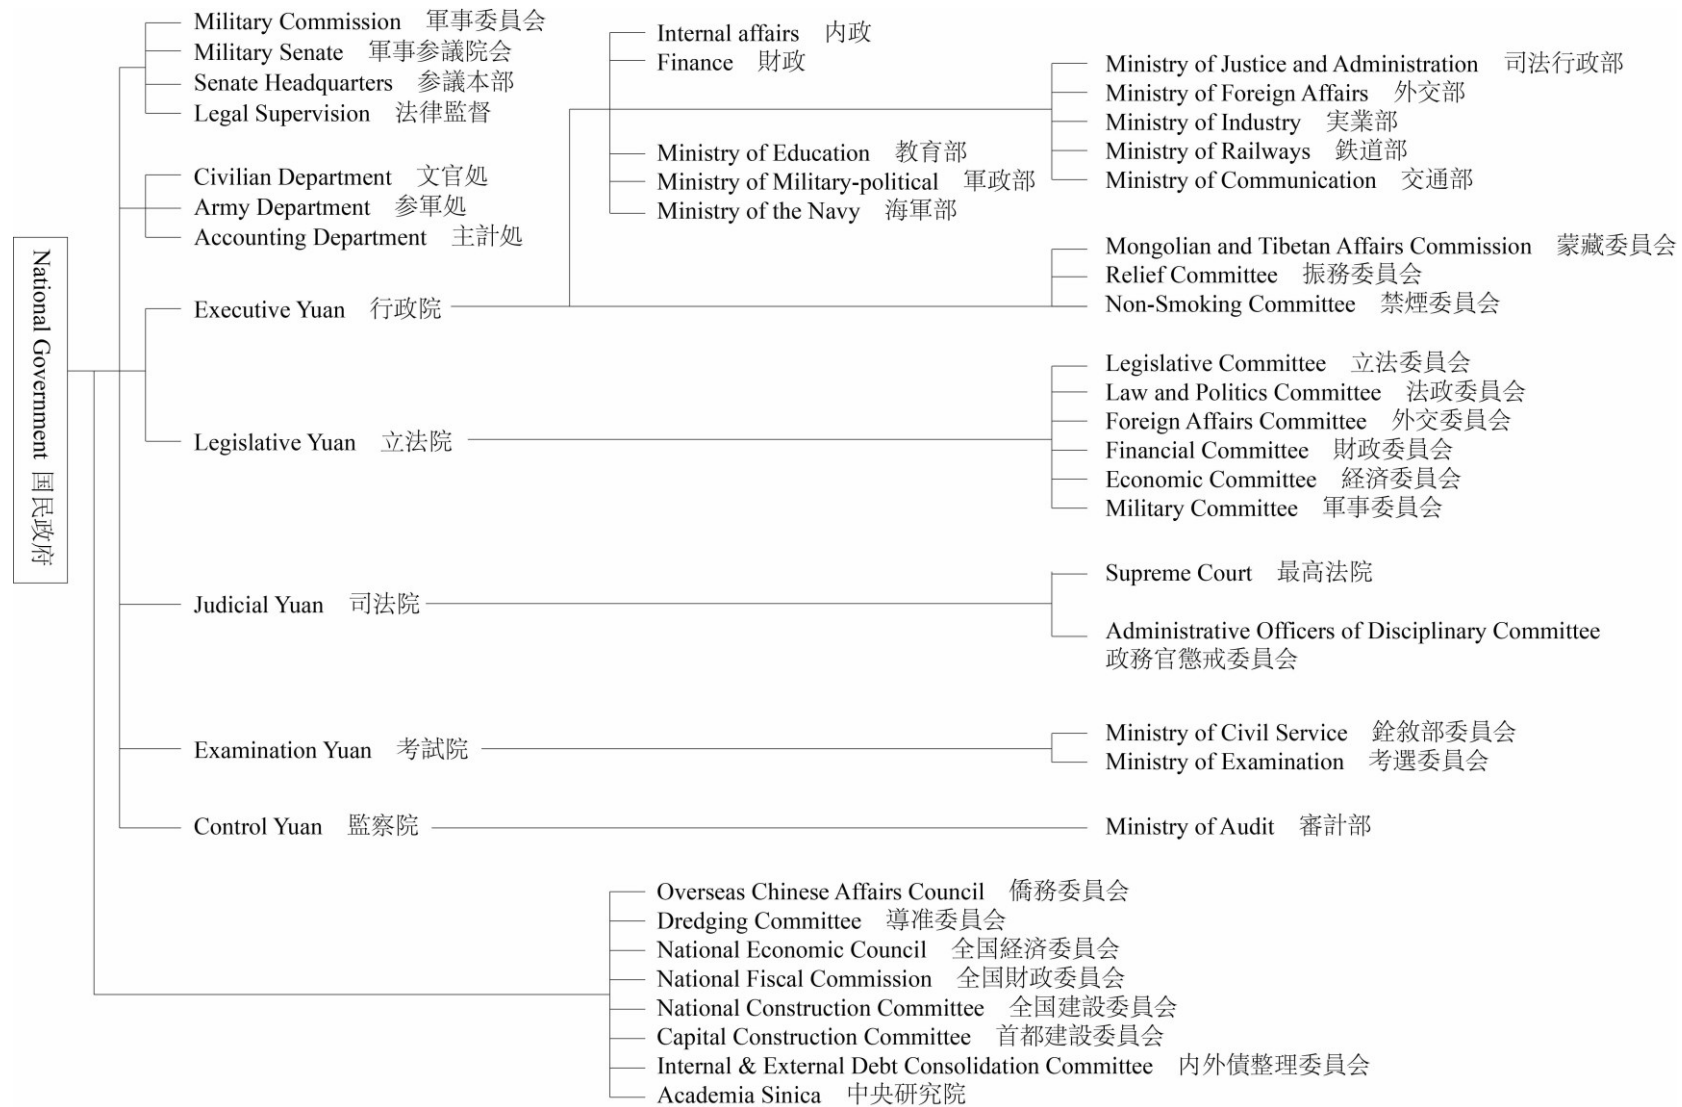 National Government 国民政府
Military Commission 軍事委員会
Military Senate 軍事参議院会
Senate Headquarters 参議本部
Legal Supervision 法律監督
Civilian Department 文官処
Army Department 参軍処
Accounting Department 主計処
Executive Yuan 行政院
Internal affairs 内政
Finance 財政
Ministry of Education 教育部
Ministry of Military-political 軍政部
Ministry of the Navy 海軍部
Ministry of Justice and Administration 司法行政部
Ministry of Foreign Affairs 外交部
Ministry of Industry 実業部
Ministry of Railways 鉄道部
Ministry of Communication 交通部
Mongolian and Tibetan Affairs Commission 蒙藏委員会
Relief Committee 振務委員会
Non-Smoking Committee 禁煙委員会
Legislative Yuan 立法院
Legislative Committee 立法委員会
Law and Politics Committee 法政委員会
Foreign Affairs Committee 外交委員会
Financial Committee 財政委員会
Economic Committee 経済委員会
Military Committee 軍事委員会
Judicial Yuan 司法院
Supreme Court 最高法院
Administrative Officers of Disciplinary Committee
政務官懲戒委員会
Examination Yuan 考試院
Ministry of Civil Service 銓敘部委員会
Ministry of Examination 考選委員会
Control Yuan 監察院
Ministry of Audit 審計部
Overseas Chinese Affairs Council 僑務委員会
Dredging Committee 導准委員会
National Economic Council 全国経済委員会
National Fiscal Commission 全国財政委員会
National Construction Committee 全国建設委員会
Capital Construction Committee 首都建設委員会
Internal & External Debt Consolidation Committee 内外債整理委員会
Academia Sinica 中央研究院